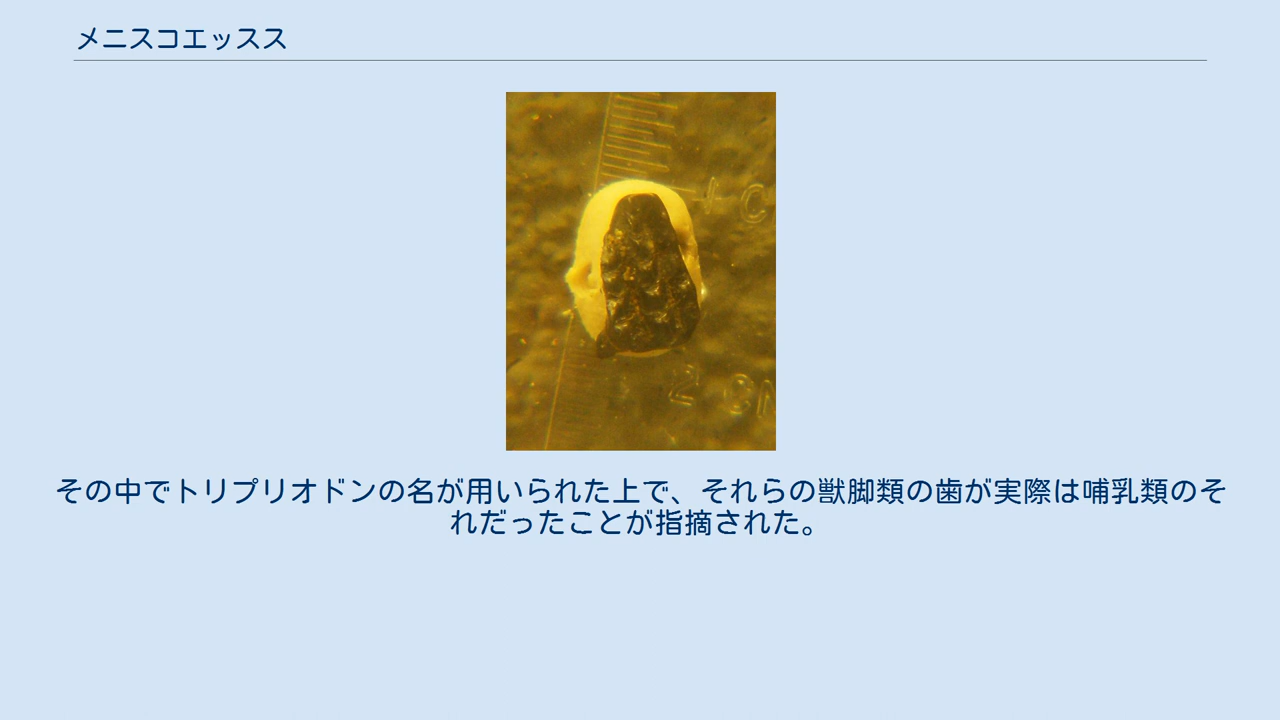 メニスコエッスス
その中でトリプリオドンの名が用いられた上で、それらの獣脚類の歯が実際は哺乳類のそ
れだったことが指摘された。